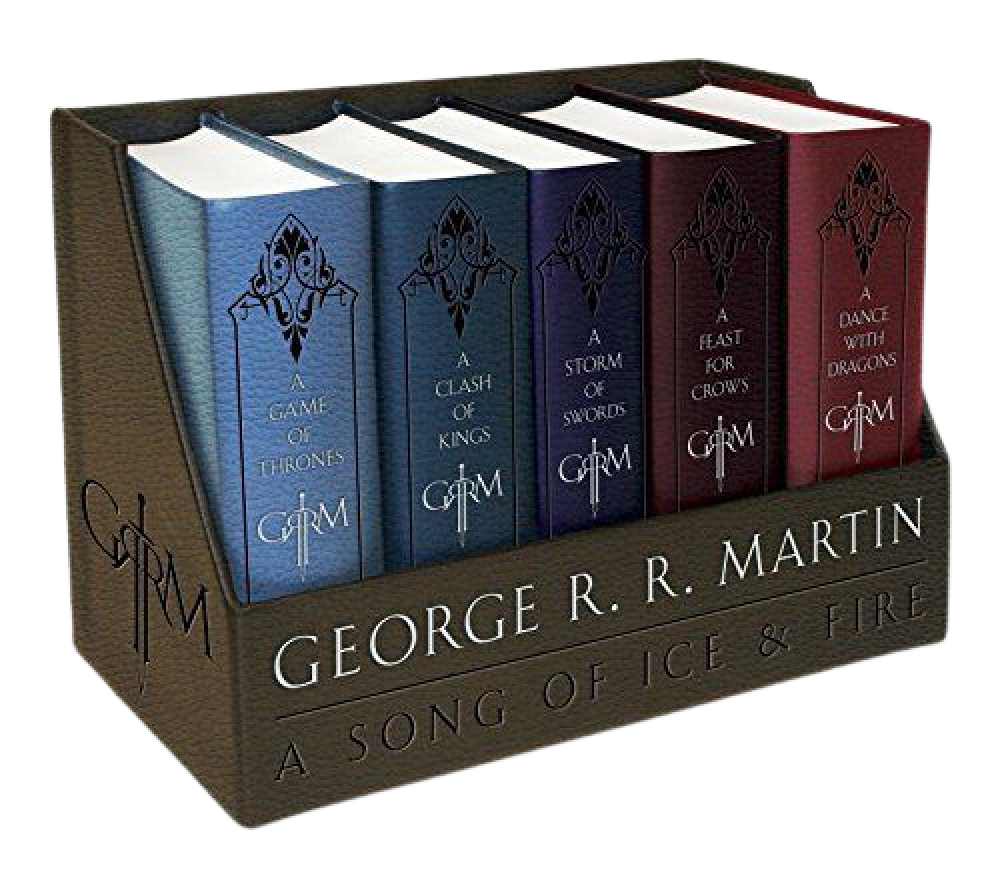 A
GAME
OF
THRONES
GRRM
A
CLASH
OF
KINGS
GRRM
A
STORM
OF
SWORDS
GRRM
A
FEAST
FOR
CROWS
GRRM
A
DANCE
WITH
DRAGONS
GRRM
GRRM
GEORGE R. R. MARTIN
A SONG OF ICE & FIRE